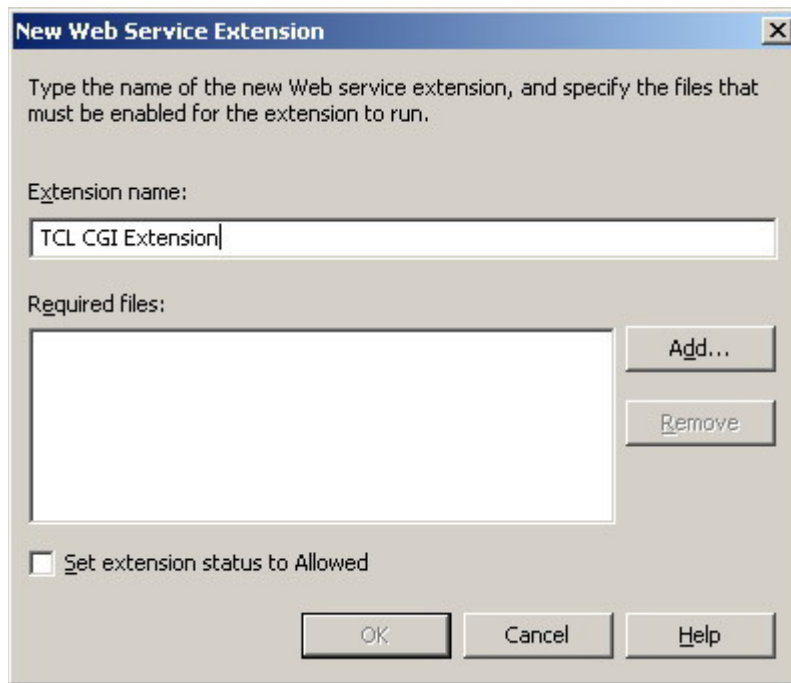 New Web Service Extension
Type the name of the new Web service extension, and specify the files that
must be enabled for the extension to run.
Extension name:
TCL CGI Extension
Required files:
Add...
Remove
Set extension status to Allowed
OK
Cancel
Help